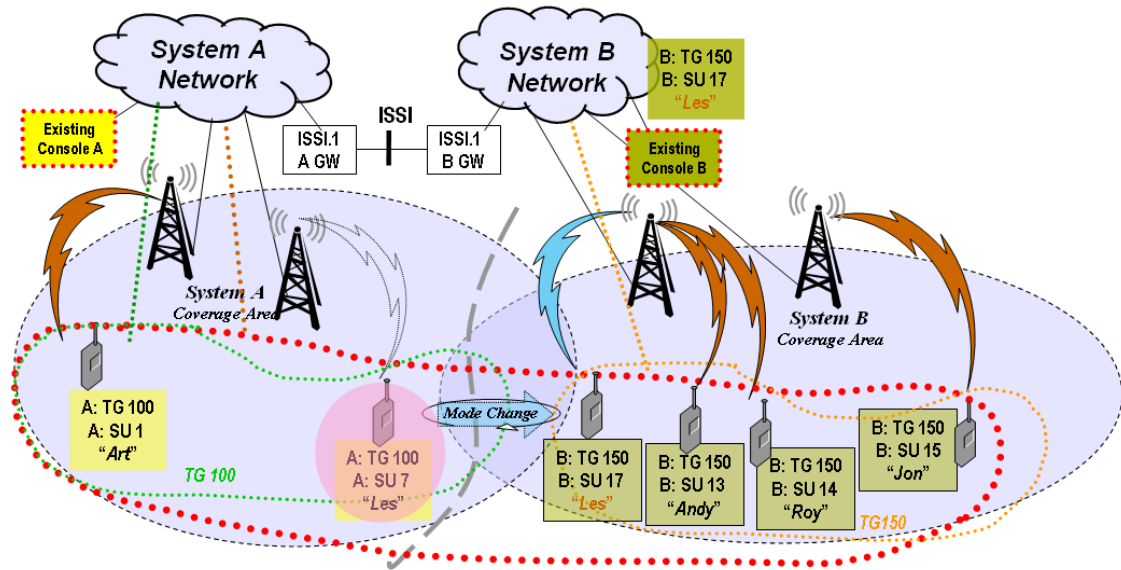 System A
Network
System B
Network
B: TG 150
B: SU 17
“Les”
Existing
Console A
ISSI.1
A GW
ISSI
ISSI.1
B GW
Existing
Console B
System A
Coverage Area
System B
Coverage Area
A: TG 100
A: SU 1
“Art”
TG 100
A: TG 100
A: SU 7
“Les”
Mode Change
B: TG 150
B: SU 17
“Les”
B: TG 150
B: SU 13
“Andy”
B: TG 150
B: SU 14
“Roy”
B: TG 150
B: SU 15
“Jon”
TG150